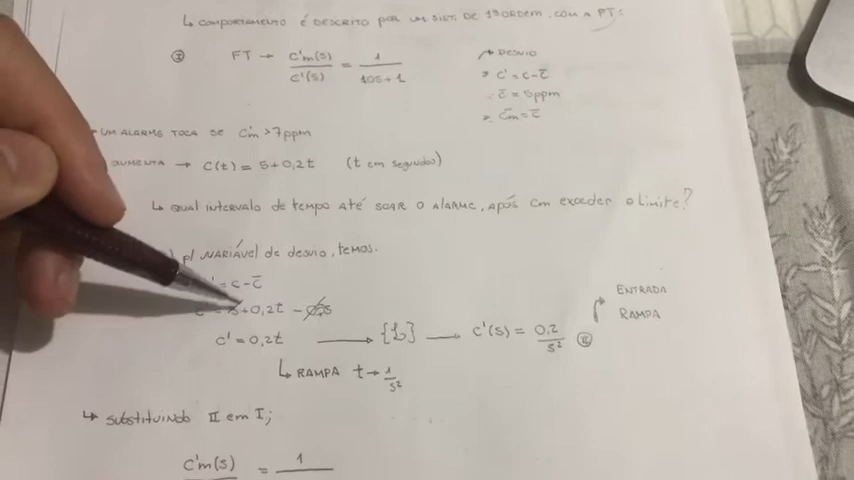 ↳ COMPORTAMENTO É DESCRITO POR UM SIST. DE 1ª ORDEM, COM A FT:
Ⓘ FT → C'm(s)/C'(s) = 1/10s+1
DESVIO
C' = C - C̅
C̅ = 5ppm
C̅m = C̅
UM ALARME TOCA SE Cm > 7ppm
AUMENTA → C(t) = 5+0,2t (t em segundos)
↳ QUAL INTERVALO DE TEMPO ATÉ SOAR O ALARME, APÓS Cm exceder o limite?
p/ VARIÁVEL de desvio, temos.
= C - C̅
+0,2t -
C' = 0,2t → {L} → C'(s) = 0,2/s² Ⓘⓘ
ENTRADA
RAMPA
↳ RAMPA t → 1/s²
↳ SUBSTITUINDO II em I;
C'm(s) = 1